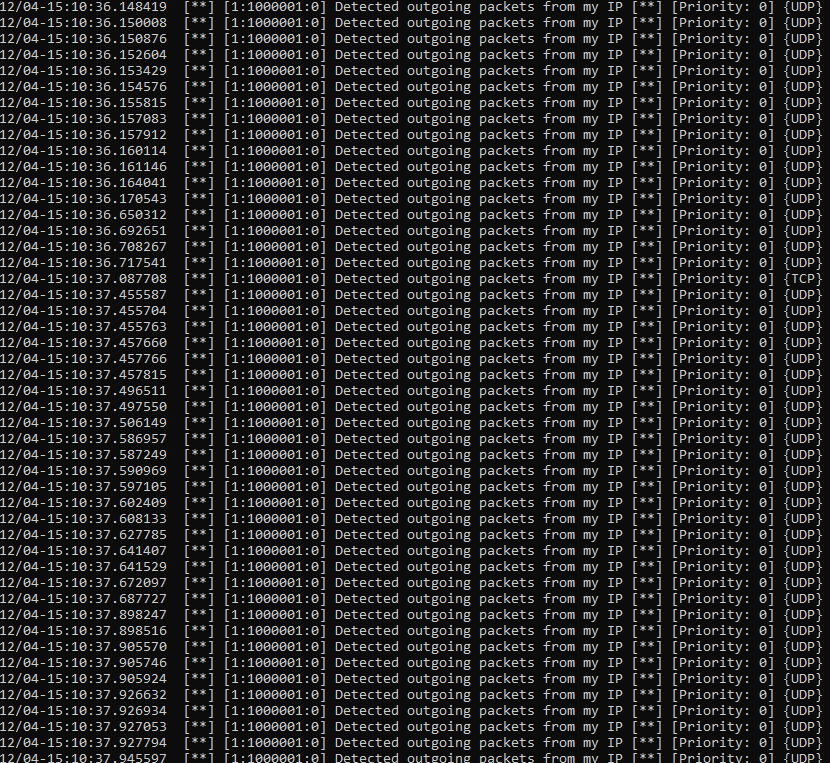 12/04-15:10:36.148419  [**] [1:1000001:0] Detected outgoing packets from my IP [**] [Priority: 0] {UDP}
12/04-15:10:36.150008  [**] [1:1000001:0] Detected outgoing packets from my IP [**] [Priority: 0] {UDP}
12/04-15:10:36.150876  [**] [1:1000001:0] Detected outgoing packets from my IP [**] [Priority: 0] {UDP}
12/04-15:10:36.152604  [**] [1:1000001:0] Detected outgoing packets from my IP [**] [Priority: 0] {UDP}
12/04-15:10:36.153429  [**] [1:1000001:0] Detected outgoing packets from my IP [**] [Priority: 0] {UDP}
12/04-15:10:36.154576  [**] [1:1000001:0] Detected outgoing packets from my IP [**] [Priority: 0] {UDP}
12/04-15:10:36.155815  [**] [1:1000001:0] Detected outgoing packets from my IP [**] [Priority: 0] {UDP}
12/04-15:10:36.157083  [**] [1:1000001:0] Detected outgoing packets from my IP [**] [Priority: 0] {UDP}
12/04-15:10:36.157912  [**] [1:1000001:0] Detected outgoing packets from my IP [**] [Priority: 0] {UDP}
12/04-15:10:36.160114  [**] [1:1000001:0] Detected outgoing packets from my IP [**] [Priority: 0] {UDP}
12/04-15:10:36.161146  [**] [1:1000001:0] Detected outgoing packets from my IP [**] [Priority: 0] {UDP}
12/04-15:10:36.164041  [**] [1:1000001:0] Detected outgoing packets from my IP [**] [Priority: 0] {UDP}
12/04-15:10:36.170543  [**] [1:1000001:0] Detected outgoing packets from my IP [**] [Priority: 0] {UDP}
12/04-15:10:36.650312  [**] [1:1000001:0] Detected outgoing packets from my IP [**] [Priority: 0] {UDP}
12/04-15:10:36.692651  [**] [1:1000001:0] Detected outgoing packets from my IP [**] [Priority: 0] {UDP}
12/04-15:10:36.708267  [**] [1:1000001:0] Detected outgoing packets from my IP [**] [Priority: 0] {UDP}
12/04-15:10:36.717541  [**] [1:1000001:0] Detected outgoing packets from my IP [**] [Priority: 0] {UDP}
12/04-15:10:37.087708  [**] [1:1000001:0] Detected outgoing packets from my IP [**] [Priority: 0] {TCP}
12/04-15:10:37.455587  [**] [1:1000001:0] Detected outgoing packets from my IP [**] [Priority: 0] {UDP}
12/04-15:10:37.455704  [**] [1:1000001:0] Detected outgoing packets from my IP [**] [Priority: 0] {UDP}
12/04-15:10:37.455763  [**] [1:1000001:0] Detected outgoing packets from my IP [**] [Priority: 0] {UDP}
12/04-15:10:37.457660  [**] [1:1000001:0] Detected outgoing packets from my IP [**] [Priority: 0] {UDP}
12/04-15:10:37.457766  [**] [1:1000001:0] Detected outgoing packets from my IP [**] [Priority: 0] {UDP}
12/04-15:10:37.457815  [**] [1:1000001:0] Detected outgoing packets from my IP [**] [Priority: 0] {UDP}
12/04-15:10:37.496511  [**] [1:1000001:0] Detected outgoing packets from my IP [**] [Priority: 0] {UDP}
12/04-15:10:37.497550  [**] [1:1000001:0] Detected outgoing packets from my IP [**] [Priority: 0] {UDP}
12/04-15:10:37.506149  [**] [1:1000001:0] Detected outgoing packets from my IP [**] [Priority: 0] {UDP}
12/04-15:10:37.586957  [**] [1:1000001:0] Detected outgoing packets from my IP [**] [Priority: 0] {UDP}
12/04-15:10:37.587249  [**] [1:1000001:0] Detected outgoing packets from my IP [**] [Priority: 0] {UDP}
12/04-15:10:37.590969  [**] [1:1000001:0] Detected outgoing packets from my IP [**] [Priority: 0] {UDP}
12/04-15:10:37.597105  [**] [1:1000001:0] Detected outgoing packets from my IP [**] [Priority: 0] {UDP}
12/04-15:10:37.602409  [**] [1:1000001:0] Detected outgoing packets from my IP [**] [Priority: 0] {UDP}
12/04-15:10:37.608133  [**] [1:1000001:0] Detected outgoing packets from my IP [**] [Priority: 0] {UDP}
12/04-15:10:37.627785  [**] [1:1000001:0] Detected outgoing packets from my IP [**] [Priority: 0] {UDP}
12/04-15:10:37.641407  [**] [1:1000001:0] Detected outgoing packets from my IP [**] [Priority: 0] {UDP}
12/04-15:10:37.641529  [**] [1:1000001:0] Detected outgoing packets from my IP [**] [Priority: 0] {UDP}
12/04-15:10:37.672097  [**] [1:1000001:0] Detected outgoing packets from my IP [**] [Priority: 0] {UDP}
12/04-15:10:37.687727  [**] [1:1000001:0] Detected outgoing packets from my IP [**] [Priority: 0] {UDP}
12/04-15:10:37.898247  [**] [1:1000001:0] Detected outgoing packets from my IP [**] [Priority: 0] {UDP}
12/04-15:10:37.898516  [**] [1:1000001:0] Detected outgoing packets from my IP [**] [Priority: 0] {UDP}
12/04-15:10:37.905570  [**] [1:1000001:0] Detected outgoing packets from my IP [**] [Priority: 0] {UDP}
12/04-15:10:37.905746  [**] [1:1000001:0] Detected outgoing packets from my IP [**] [Priority: 0] {UDP}
12/04-15:10:37.905924  [**] [1:1000001:0] Detected outgoing packets from my IP [**] [Priority: 0] {UDP}
12/04-15:10:37.926632  [**] [1:1000001:0] Detected outgoing packets from my IP [**] [Priority: 0] {UDP}
12/04-15:10:37.926934  [**] [1:1000001:0] Detected outgoing packets from my IP [**] [Priority: 0] {UDP}
12/04-15:10:37.927053  [**] [1:1000001:0] Detected outgoing packets from my IP [**] [Priority: 0] {UDP}
12/04-15:10:37.927794  [**] [1:1000001:0] Detected outgoing packets from my IP [**] [Priority: 0] {UDP}
12/04-15:10:37.945597  [**] [1:1000001:0] Detected outgoing packets from my IP [**] [Priority: 0] {UDP}